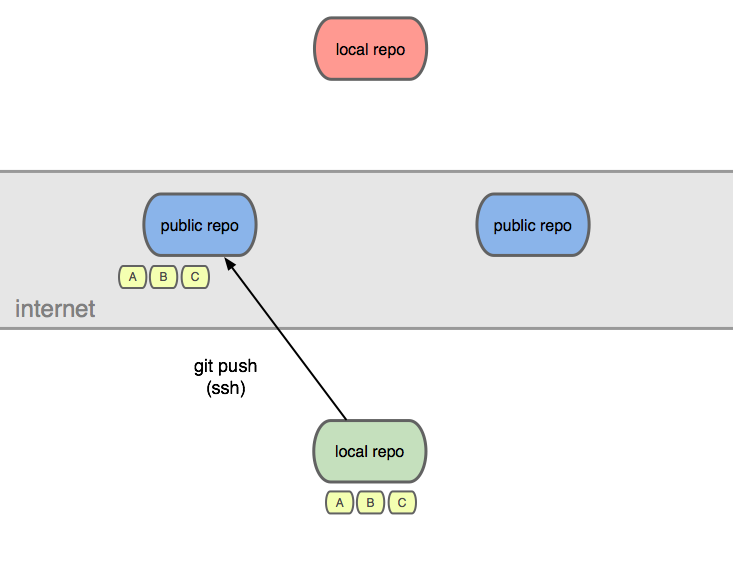 local repo
public repo
public repo
A B C
internet
git push
(ssh)
local repo
A B C